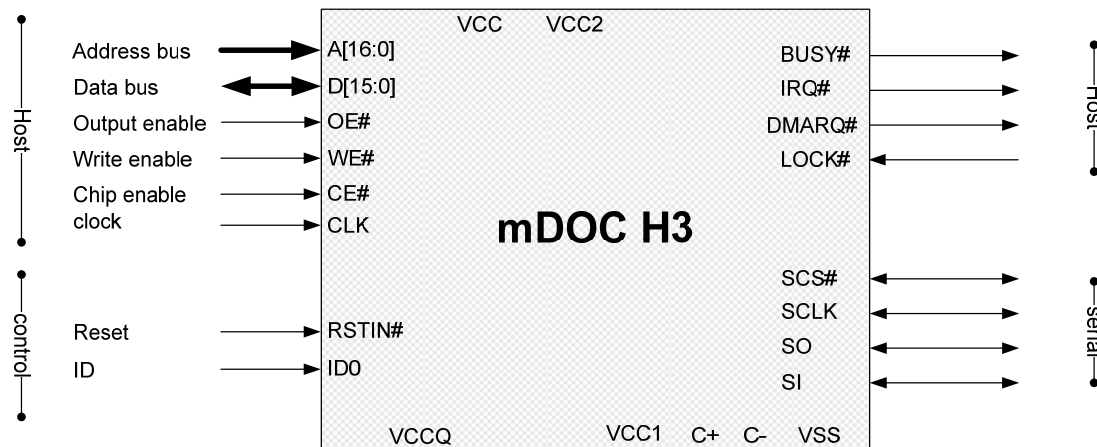 VCC VCC2
Address bus A[16:0] BUSY#
Data bus D[15:0] IRQ#
Output enable OE# DMARQ#
Write enable WE# LOCK#
Chip enable CE#
clock CLK
Host
Host
mDOC H3
SCS#
SCLK
Reset RSTIN# SO
ID ID0 SI
control
serial
VCCQ VCC1 C+ C- VSS